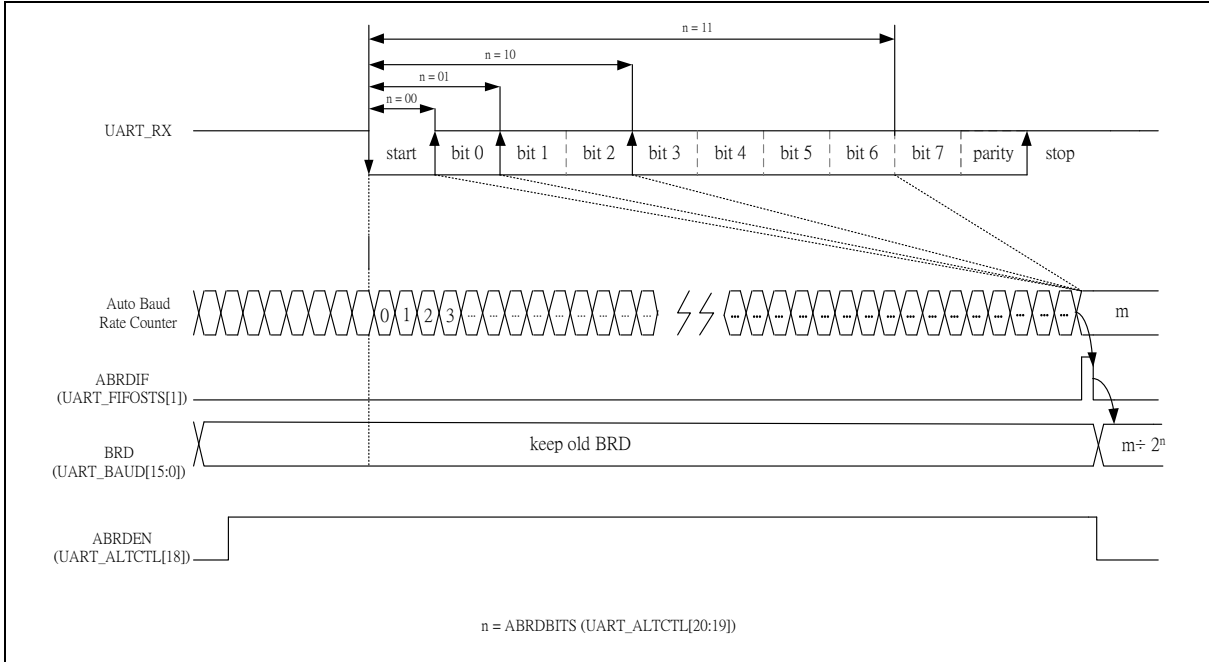 n = 11
n = 10
n = 01
n = 00
UART_RX
start bit 0 bit 1 bit 2 bit 3 bit 4 bit 5 bit 6 bit 7 parity stop
Auto Baud
Rate Counter
0 1 2 3 ... ... ... ... ... ... ... ... ... ... ... ... ... ... ... ... ... ... ... ... ... ... m
ABRDIF
(UART_FIFOSTS[1])
BRD
(UART_BAUD[15:0])
keep old BRD
m÷ 2ⁿ
ABRDEN
(UART_ALTCTL[18])
n = ABRDBITS (UART_ALTCTL[20:19])